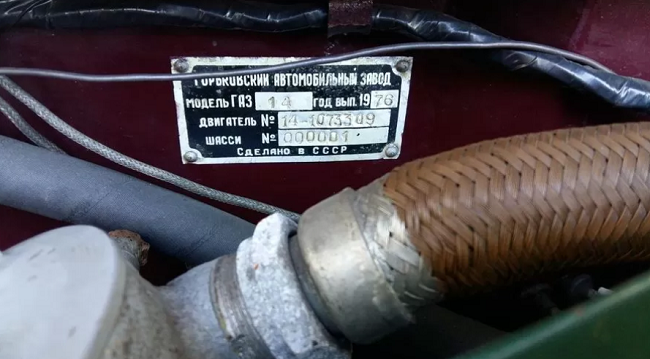 ГОРЬКОВСКИЙ АВТОМОБИЛЬНЫЙ ЗАВОД
МОДЕЛЬ ГАЗ 14 ГОД ВЫП. 1976
ДВИГАТЕЛЬ № 14-1073309
ШАССИ № 000001
СДЕЛАНО В СССР